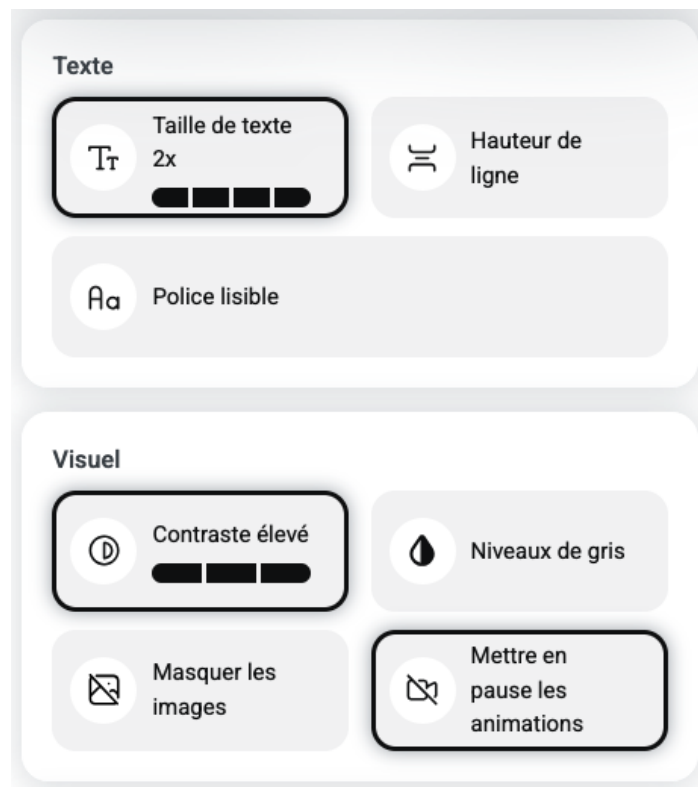 Texte
Taille de texte
2x
Hauteur de
ligne
Police lisible
Visuel
Contraste élevé
Niveaux de gris
Masquer les
images
Mettre en
pause les
animations